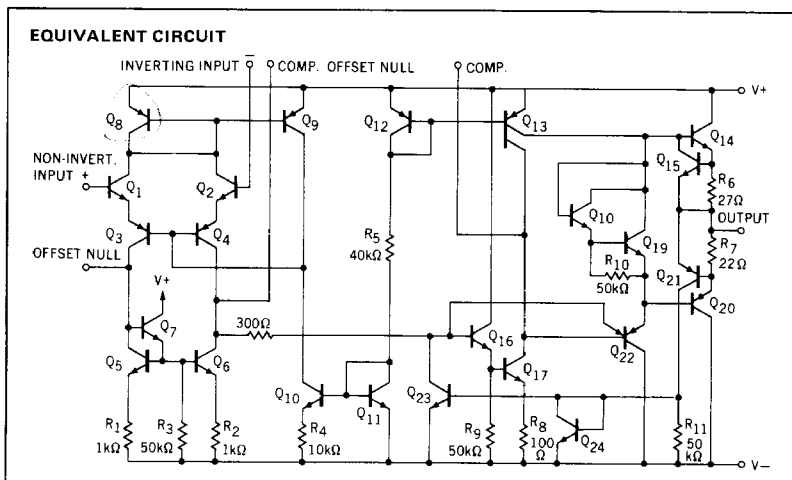 EQUIVALENT CIRCUIT
INVERTING INPUT –
COMP. OFFSET NULL
COMP.
V+
Q8
Q9
Q12
Q13
Q14
Q15
NON-INVERT.
INPUT +
Q1
Q2
R6
27Ω
Q10
OUTPUT
Q3
Q4
R5
40kΩ
Q19
R7
22Ω
OFFSET NULL
R10
50kΩ
Q21
Q20
V+
Q7
300Ω
Q16
Q22
Q5
Q6
Q17
Q10
Q11
Q23
R1
1kΩ
R3
50kΩ
R2
1kΩ
R4
10kΩ
R9
50kΩ
R8
100
Ω
Q24
R11
50
kΩ
V–